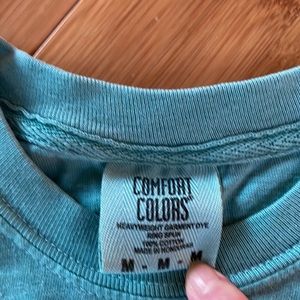 COMFORT
COLORS®
HEAVYWEIGHT GARMENT DYE
RING SPUN
100% COTTON
MADE IN HONDURAS
M - M - M